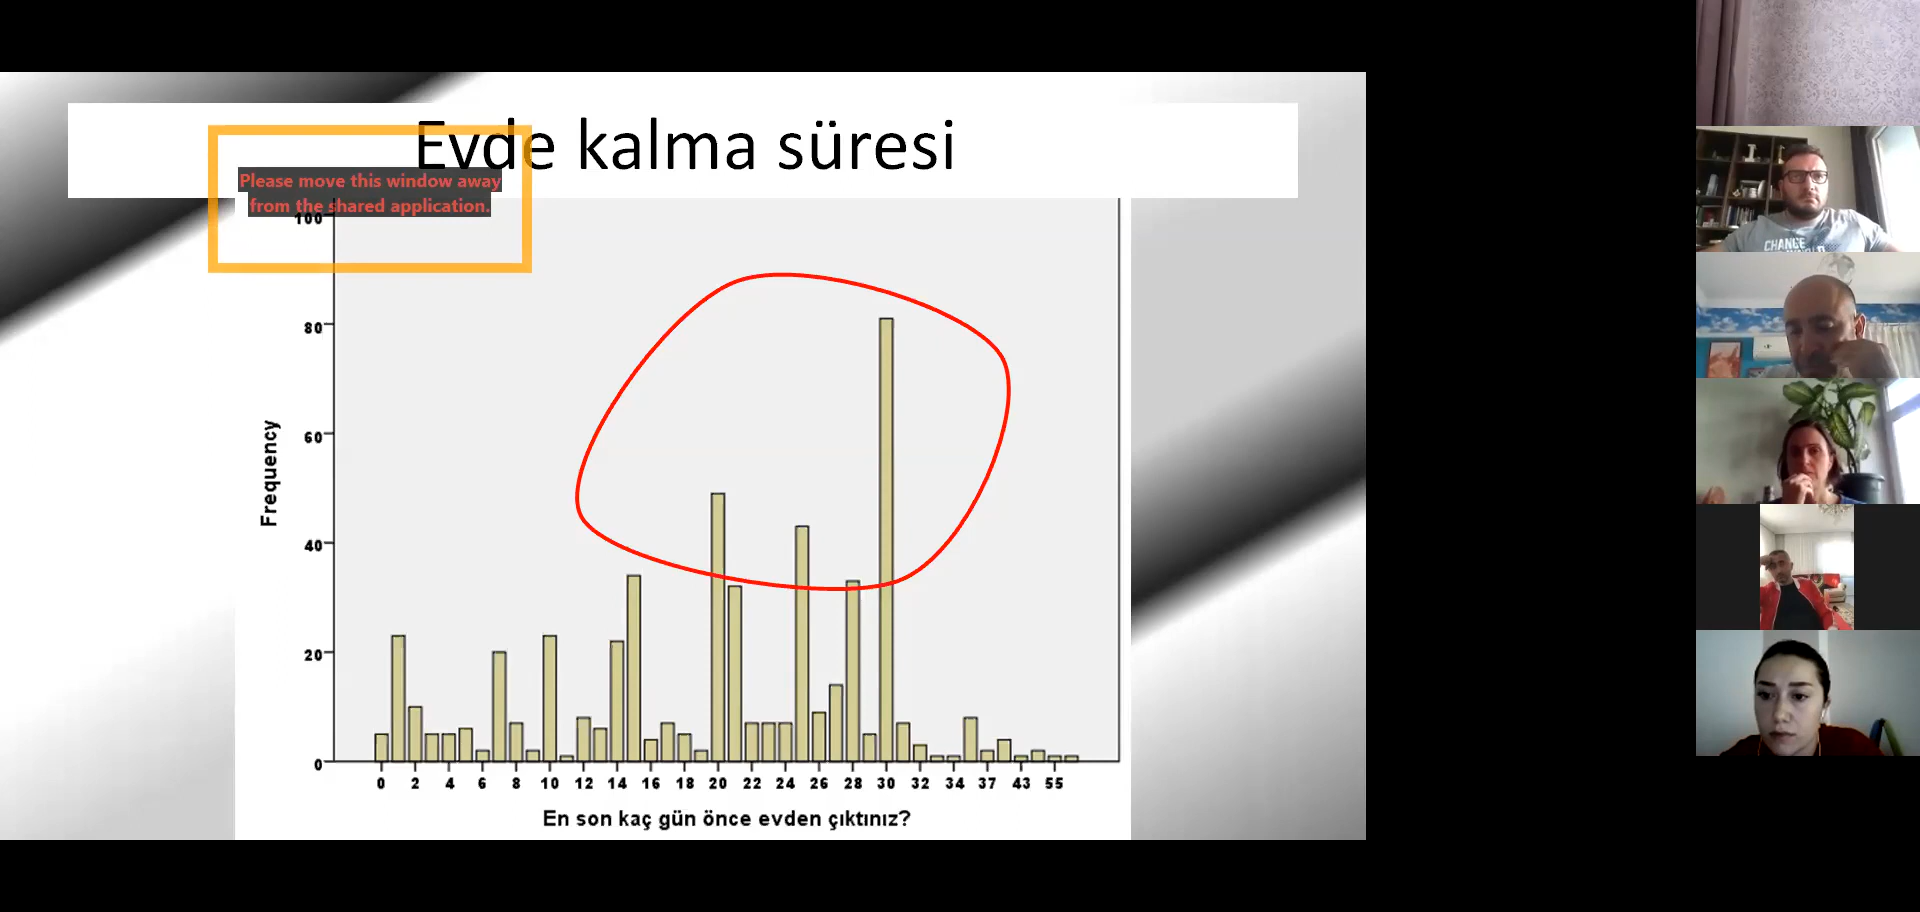 Evde kalma süresi
Please move this window away
from the shared application.
100
80
60
40
20
0
Frequency
0 2 4 6 8 10 12 14 16 18 20 22 24 26 28 30 32 34 37 43 55
En son kaç gün önce evden çıktınız?
CHANGE